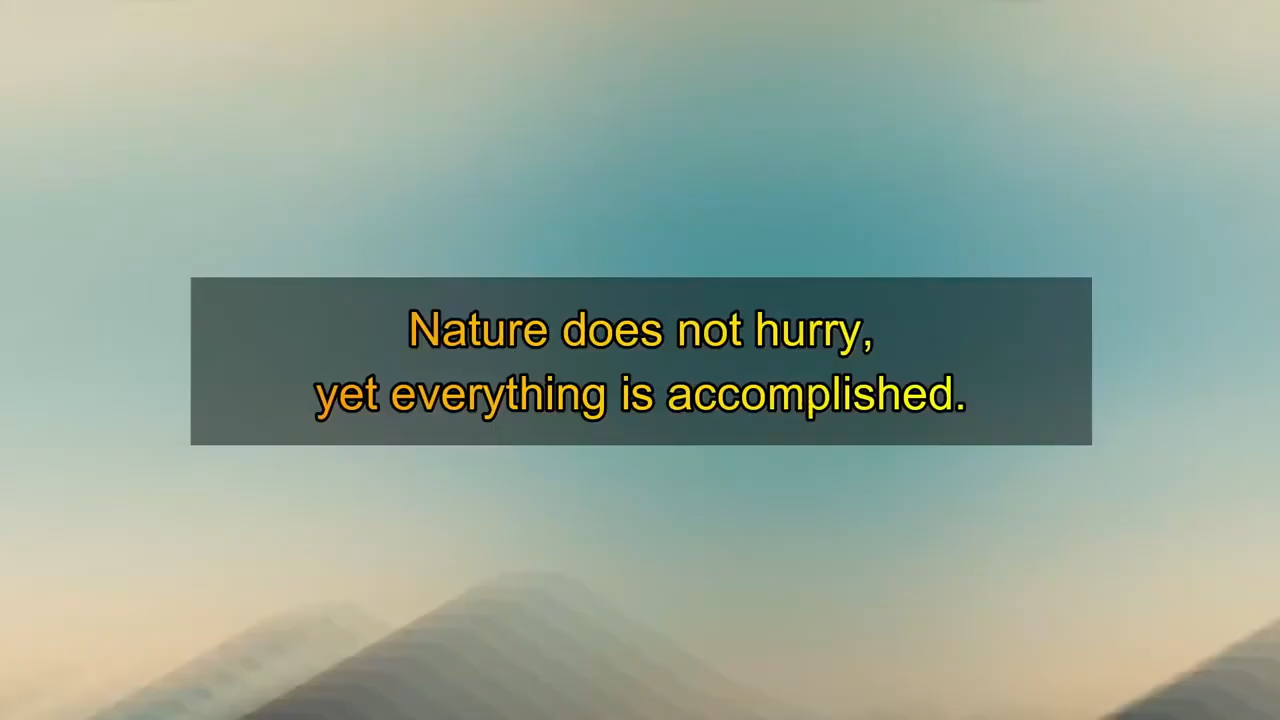 Nature does not hurry,
yet everything is accomplished.